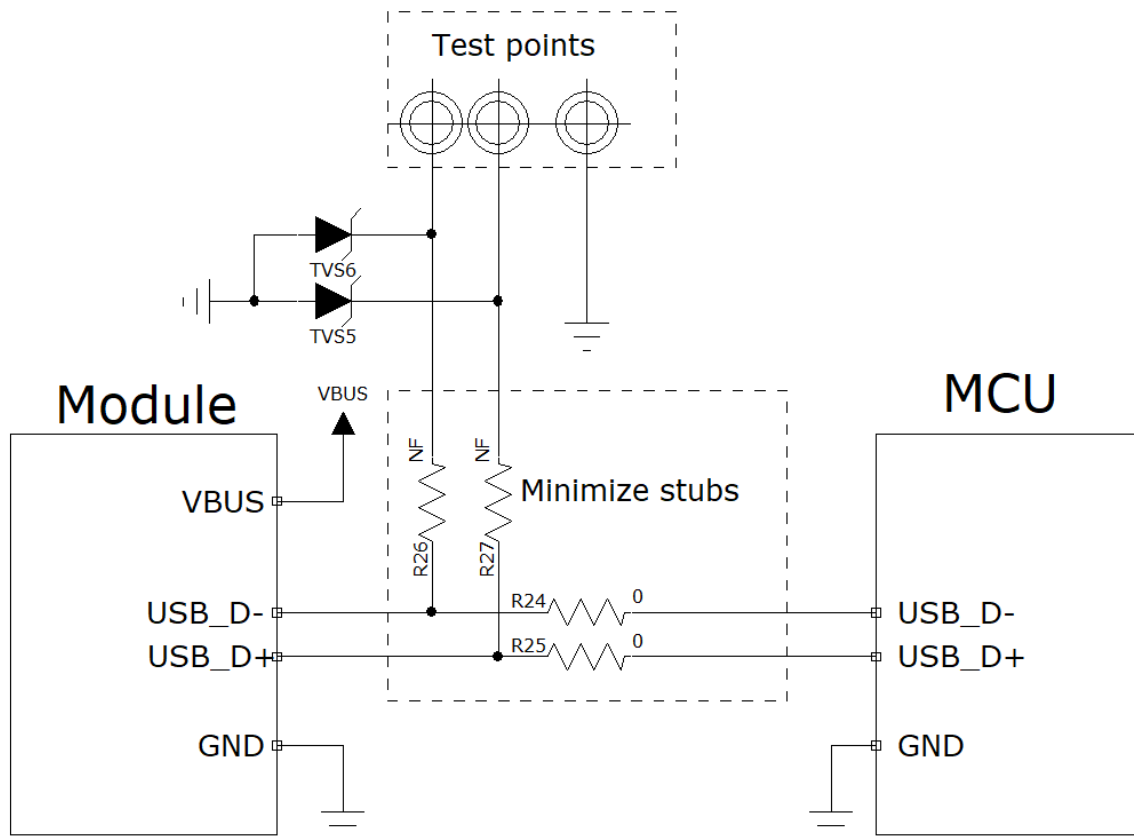 Test points
TVS6
TVS5
Module
VBUS
MCU
NF
NF
VBUS
Minimize stubs
R26
R27
USB_D-
R24
0
USB_D-
USB_D+
R25
0
USB_D+
GND
GND